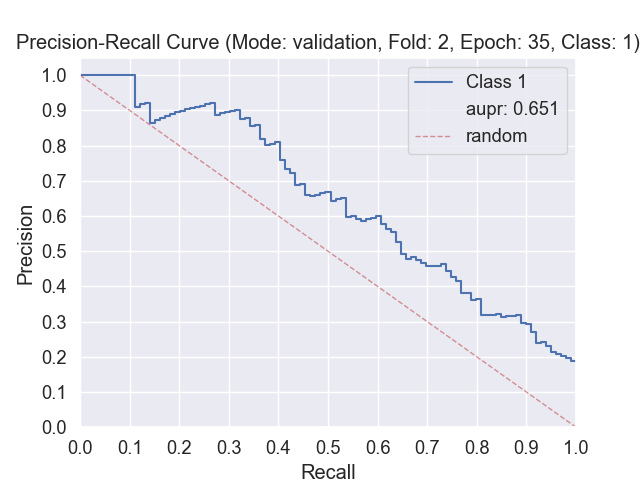 Precision-Recall Curve (Mode: validation, Fold: 2, Epoch: 35, Class: 1)
Class 1
aupr: 0.651
random
Precision
1.0
0.9
0.8
0.7
0.6
0.5
0.4
0.3
0.2
0.1
0.0
0.0 0.1 0.2 0.3 0.4 0.5 0.6 0.7 0.8 0.9 1.0
Recall